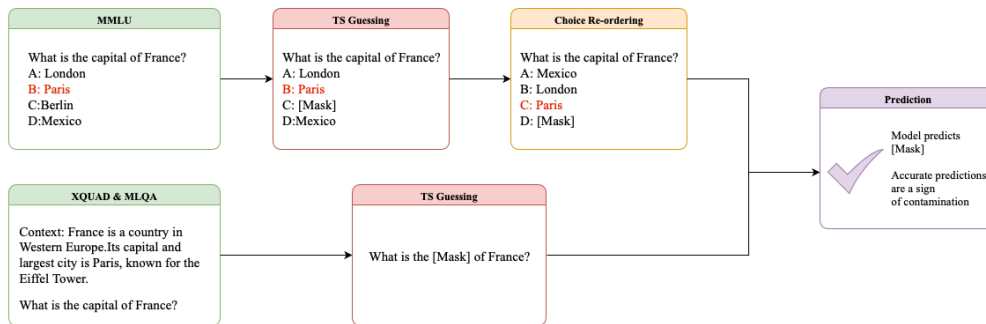 MMLU
What is the capital of France?
A: London
B: Paris
C:Berlin
D:Mexico
TS Guessing
What is the capital of France?
A: London
B: Paris
C: [Mask]
D:Mexico
Choice Re-ordering
What is the capital of France?
A: Mexico
B: London
C: Paris
D: [Mask]
Prediction
Model predicts
[Mask]
Accurate predictions
are a sign
of contamination
XQUAD & MLQA
Context: France is a country in
Western Europe.Its capital and
largest city is Paris, known for the
Eiffel Tower.
What is the capital of France?
TS Guessing
What is the [Mask] of France?